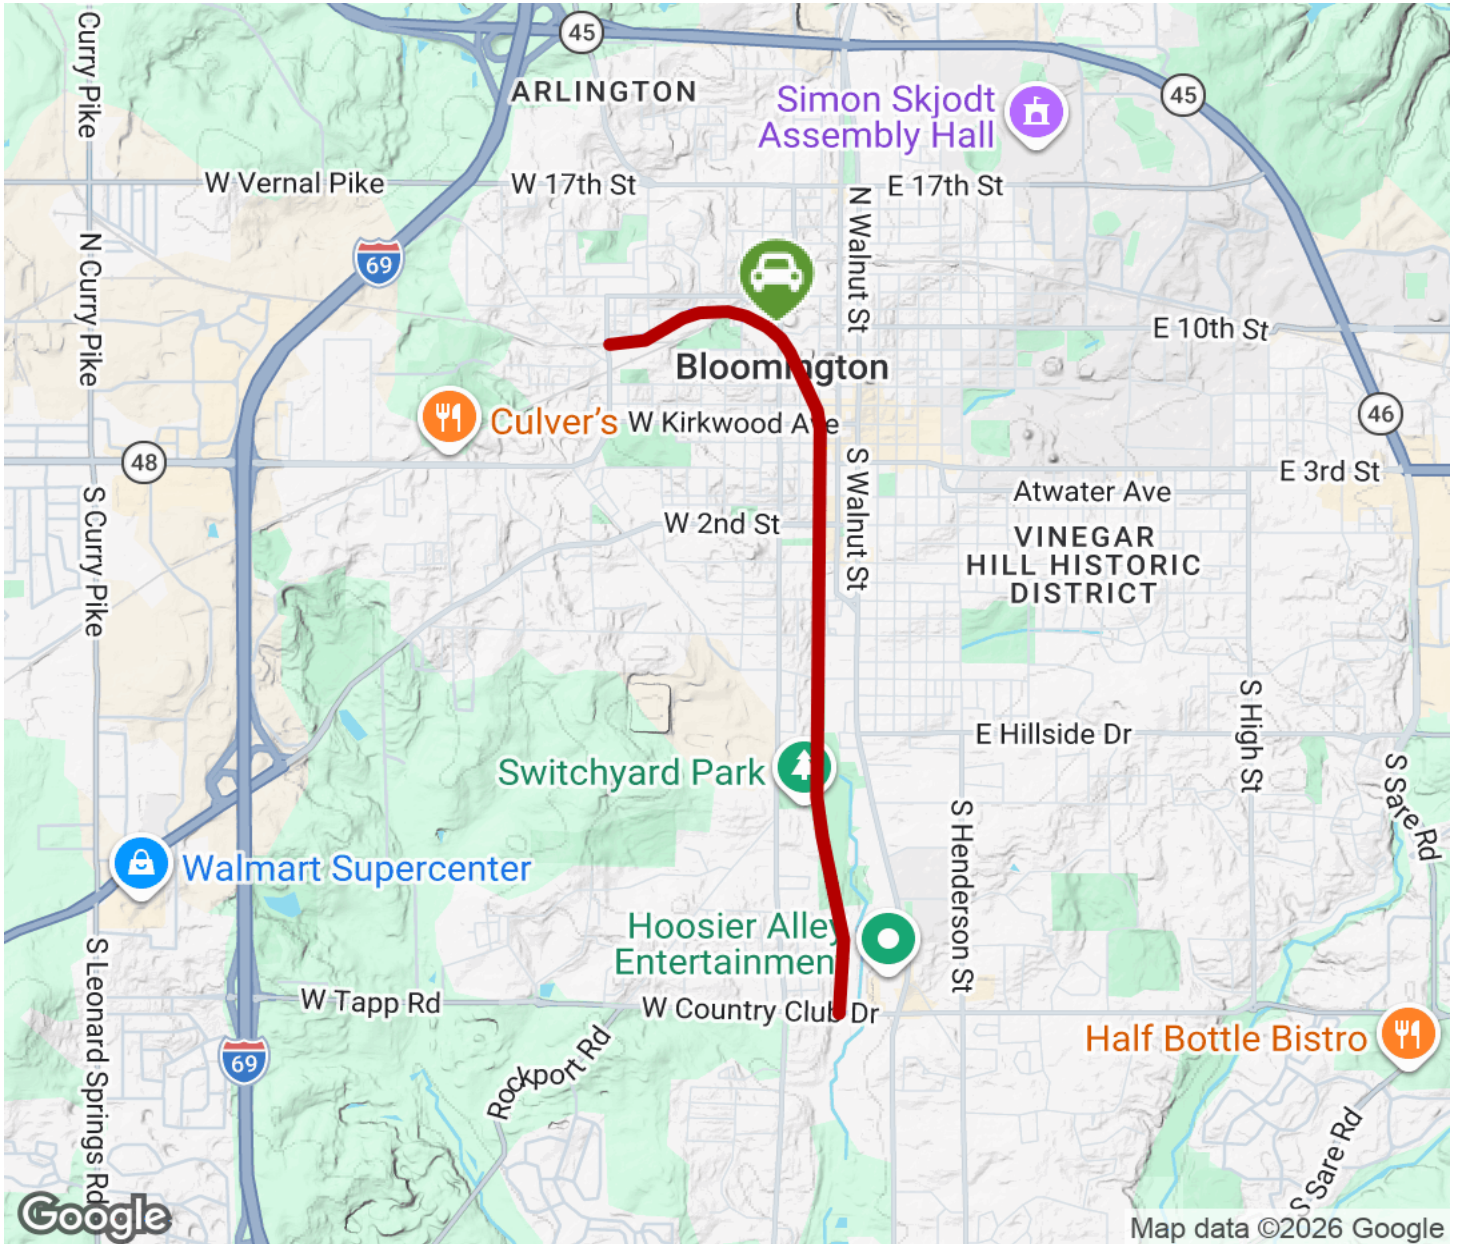 Curry Pike
45
ARLINGTON
Simon Skjodt
Assembly Hall
45
W Vernal Pike
W 17th St
E 17th St
N Walnut St
N Curry Pike
69
E 10th St
Bloomington
46
Culver's
W Kirkwood Ave
48
S Walnut St
E 3rd St
S Curry Pike
Atwater Ave
W 2nd St
VINEGAR
HILL HISTORIC
DISTRICT
S High St
E Hillside Dr
Switchyard Park
S Sare Rd
S Henderson St
Walmart Supercenter
Hoosier Alley
Entertainment
S Leonard Springs Rd
W Tapp Rd
W Country Club Dr
Half Bottle Bistro
69
Rockport Rd
S Sare Rd
Google
Map data ©2026 Google